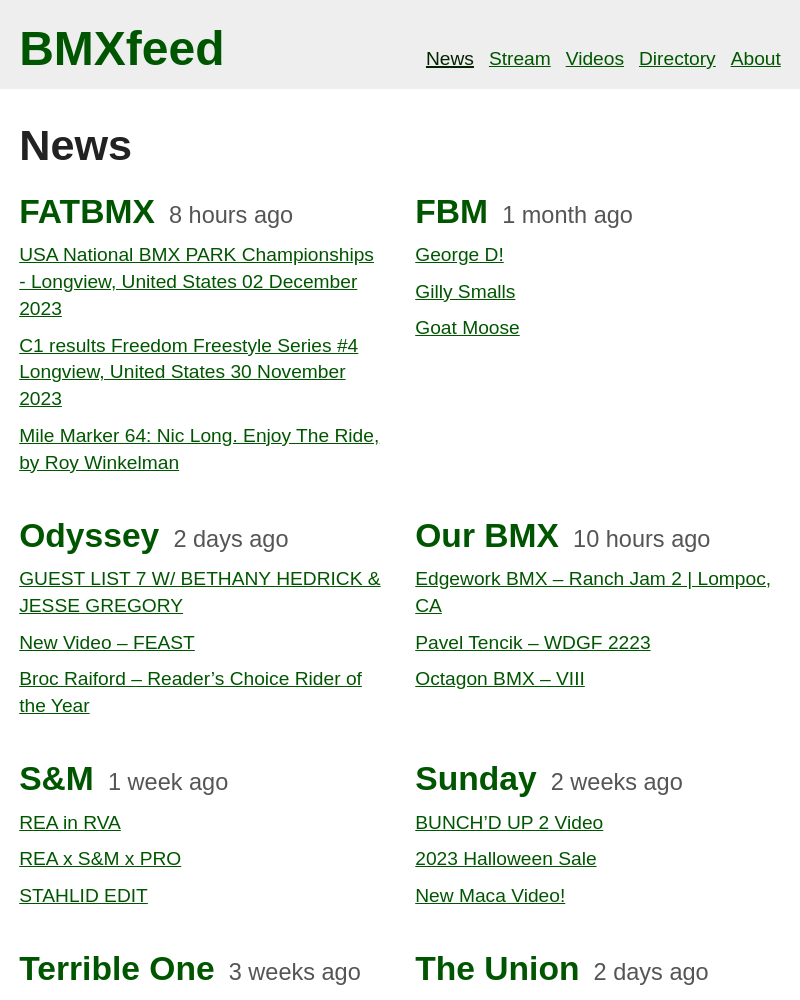 BMXfeed
News Stream Videos Directory About
News
FATBMX 8 hours ago
USA National BMX PARK Championships
- Longview, United States 02 December
2023
C1 results Freedom Freestyle Series #4
Longview, United States 30 November
2023
Mile Marker 64: Nic Long. Enjoy The Ride,
by Roy Winkelman
FBM 1 month ago
George D!
Gilly Smalls
Goat Moose
Odyssey 2 days ago
GUEST LIST 7 W/ BETHANY HEDRICK &
JESSE GREGORY
New Video – FEAST
Broc Raiford – Reader’s Choice Rider of
the Year
Our BMX 10 hours ago
Edgework BMX – Ranch Jam 2 | Lompoc,
CA
Pavel Tencik – WDGF 2223
Octagon BMX – VIII
S&M 1 week ago
REA in RVA
REA x S&M x PRO
STAHLID EDIT
Sunday 2 weeks ago
BUNCH’D UP 2 Video
2023 Halloween Sale
New Maca Video!
Terrible One 3 weeks ago
The Union 2 days ago